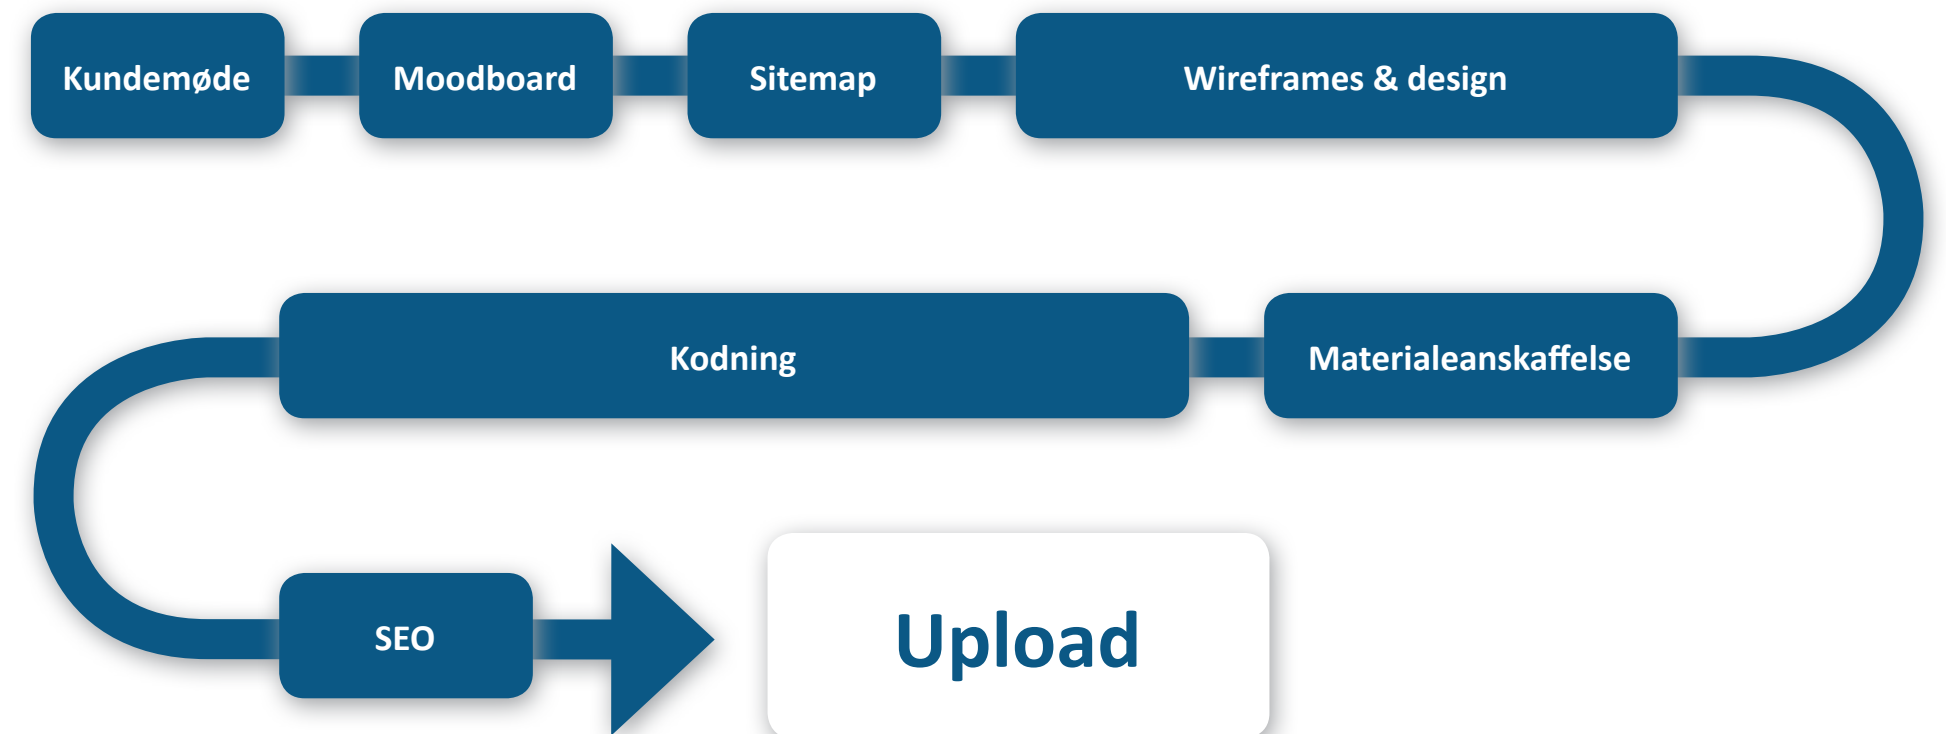 Kundemøde
Moodboard
Sitemap
Wireframes & design
Materialeanskaffelse
Kodning
SEO
Upload